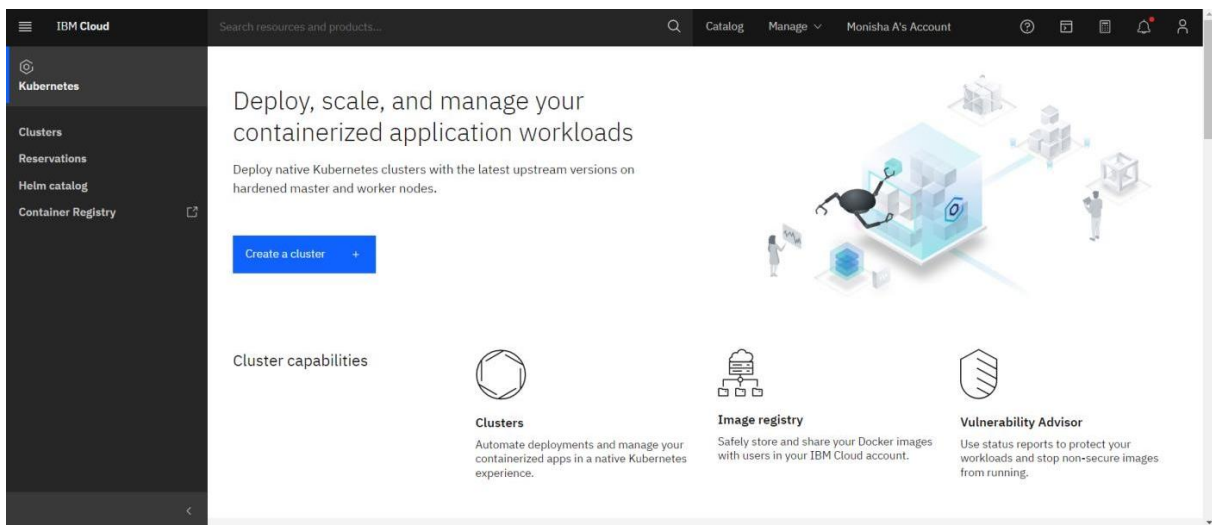 IBM Cloud
Search resources and products...
Catalog
Manage
Monisha A's Account
Kubernetes
Clusters
Reservations
Helm catalog
Container Registry
Deploy, scale, and manage your
containerized application workloads
Deploy native Kubernetes clusters with the latest upstream versions on
hardened master and worker nodes.
Create a cluster +
Cluster capabilities
Clusters
Automate deployments and manage your
containerized apps in a native Kubernetes
experience.
Image registry
Safely store and share your Docker images
with users in your IBM Cloud account.
Vulnerability Advisor
Use status reports to protect your
workloads and stop non-secure images
from running.